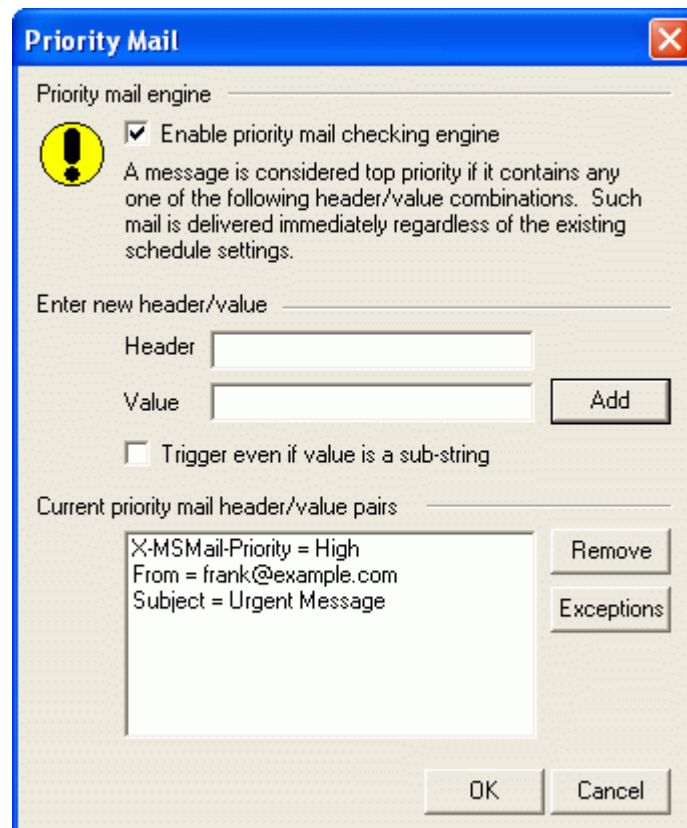 Priority Mail
Priority mail engine
Enable priority mail checking engine
A message is considered top priority if it contains any
one of the following header/value combinations. Such
mail is delivered immediately regardless of the existing
schedule settings.
Enter new header/value
Header
Value
Add
Trigger even if value is a sub-string
Current priority mail header/value pairs
X-MSMail-Priority = High
From = frank@example.com
Subject = Urgent Message
Remove
Exceptions
OK
Cancel